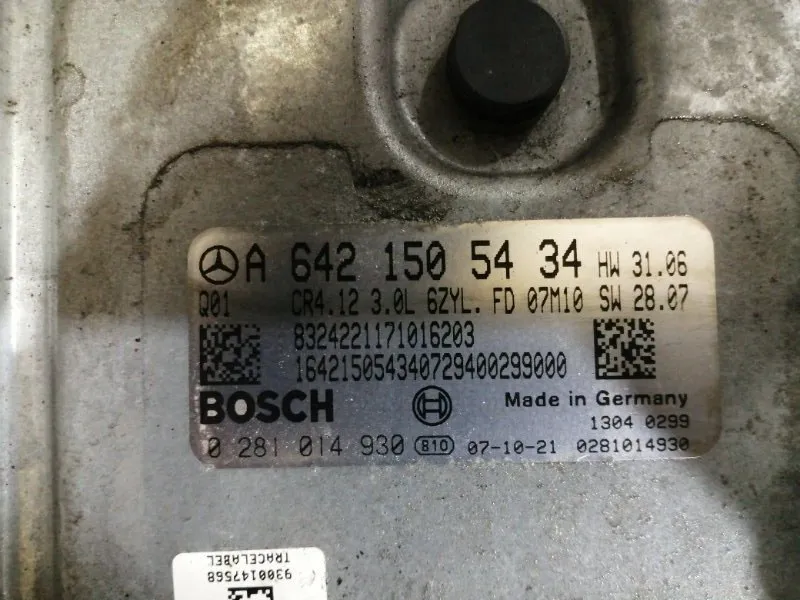 A 642 150 54 34 HW 31.06
Q01 CR4.12 3.0L 6ZYL. FD 07M10 SW 28.07
8324221171016203
164215054340729400299000
BOSCH Made in Germany
1304 0299
0 281 014 930 810 07-10-21 0281014930
TRACELABEL
9300147568